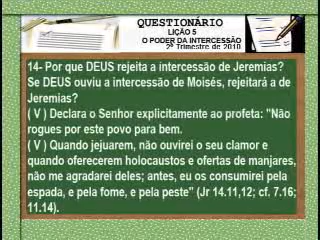 QUESTIONÁRIO
LIÇÃO 5
O PODER DA INTERCESSÃO
2º Trimestre de 2010
14- Por que DEUS rejeita a intercessão de Jeremias?
Se DEUS ouviu a intercessão de Moisés, rejeitará a de
Jeremias?
( V ) Declara o Senhor explicitamente ao profeta: "Não
rogues por este povo para bem.
( V ) Quando jejuarem, não ouvirei o seu clamor e
quando oferecerem holocaustos e ofertas de manjares,
não me agradarei deles; antes, eu os consumirei pela
espada, e pela fome, e pela peste" (Jr 14.11,12; cf. 7.16;
11.14).